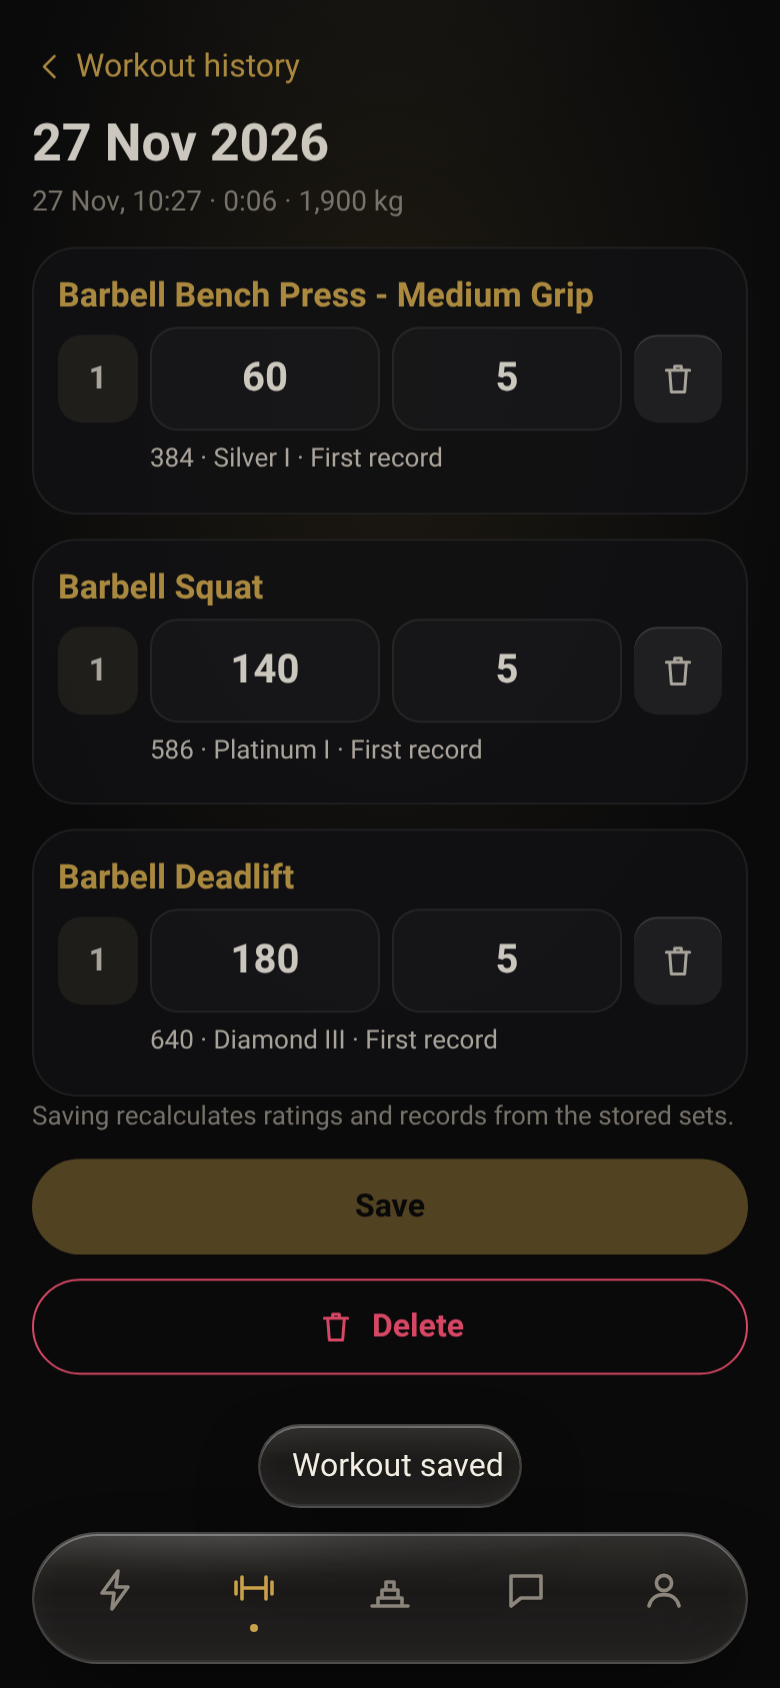 Workout history
27 Nov 2026
27 Nov, 10:27 · 0:06 · 1,900 kg
Barbell Bench Press - Medium Grip
1 60 5
384 · Silver I · First record
Barbell Squat
1 140 5
586 · Platinum I · First record
Barbell Deadlift
1 180 5
640 · Diamond III · First record
Saving recalculates ratings and records from the stored sets.
Save
Delete
Workout saved